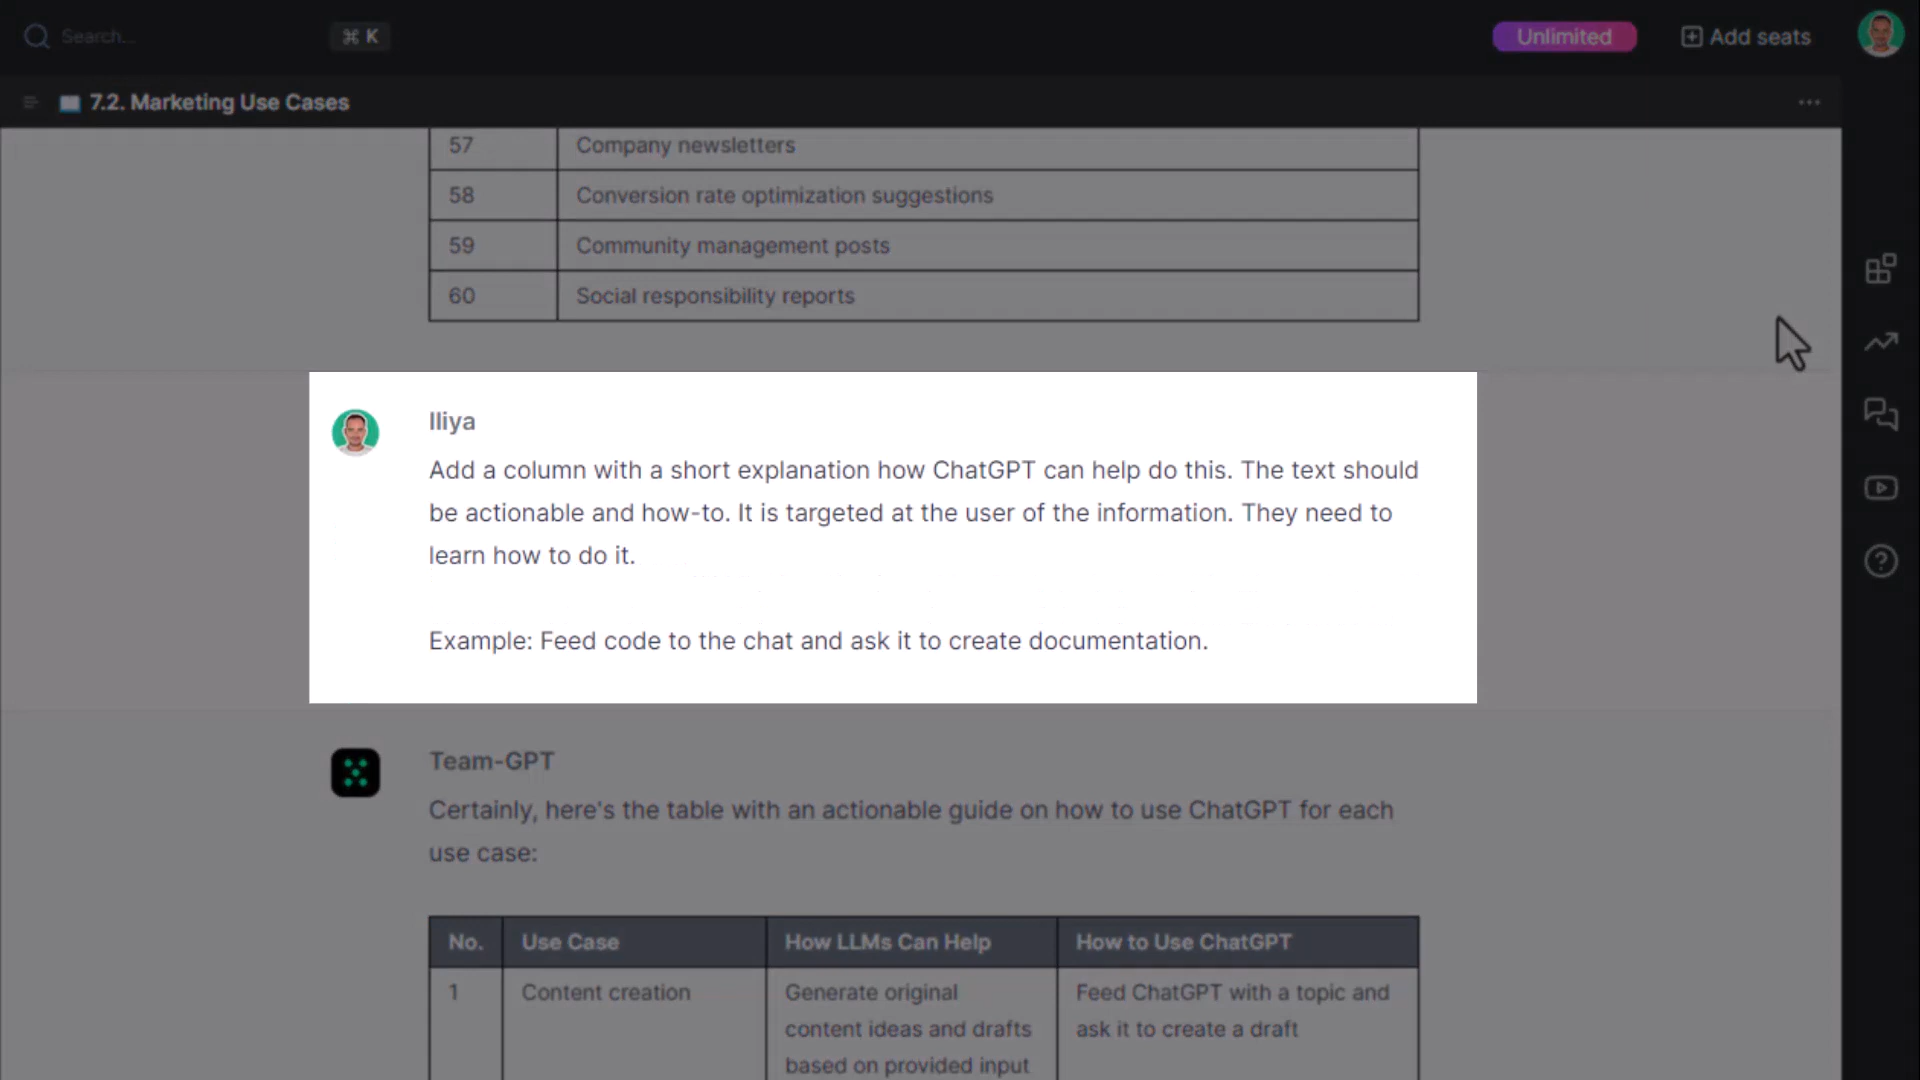 Search...
⌘ K
Unlimited
Add seats
7.2. Marketing Use Cases
57 Company newsletters
58 Conversion rate optimization suggestions
59 Community management posts
60 Social responsibility reports
Iliya
Add a column with a short explanation how ChatGPT can help do this. The text should
be actionable and how-to. It is targeted at the user of the information. They need to
learn how to do it.
Example: Feed code to the chat and ask it to create documentation.
Team-GPT
Certainly, here's the table with an actionable guide on how to use ChatGPT for each
use case:
No. Use Case How LLMs Can Help How to Use ChatGPT
1 Content creation Generate original Feed ChatGPT with a topic and
content ideas and drafts ask it to create a draft
based on provided input